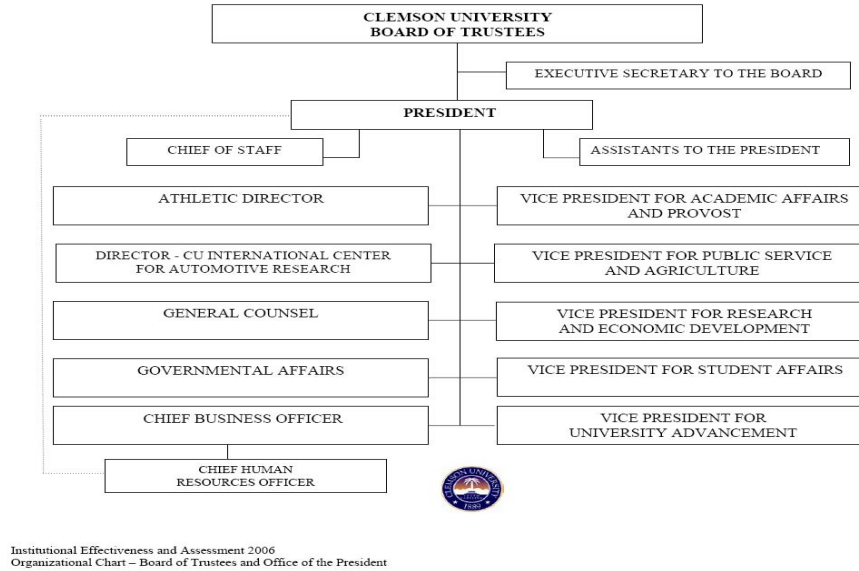 CLEMSON UNIVERSITY
BOARD OF TRUSTEES
EXECUTIVE SECRETARY TO THE BOARD
PRESIDENT
CHIEF OF STAFF
ASSISTANTS TO THE PRESIDENT
ATHLETIC DIRECTOR
VICE PRESIDENT FOR ACADEMIC AFFAIRS
AND PROVOST
DIRECTOR - CU INTERNATIONAL CENTER
FOR AUTOMOTIVE RESEARCH
VICE PRESIDENT FOR PUBLIC SERVICE
AND AGRICULTURE
GENERAL COUNSEL
VICE PRESIDENT FOR RESEARCH
AND ECONOMIC DEVELOPMENT
GOVERNMENTAL AFFAIRS
VICE PRESIDENT FOR STUDENT AFFAIRS
CHIEF BUSINESS OFFICER
VICE PRESIDENT FOR
UNIVERSITY ADVANCEMENT
CHIEF HUMAN
RESOURCES OFFICER
CLEMSON UNIVERSITY
1889
Institutional Effectiveness and Assessment 2006
Organizational Chart – Board of Trustees and Office of the President